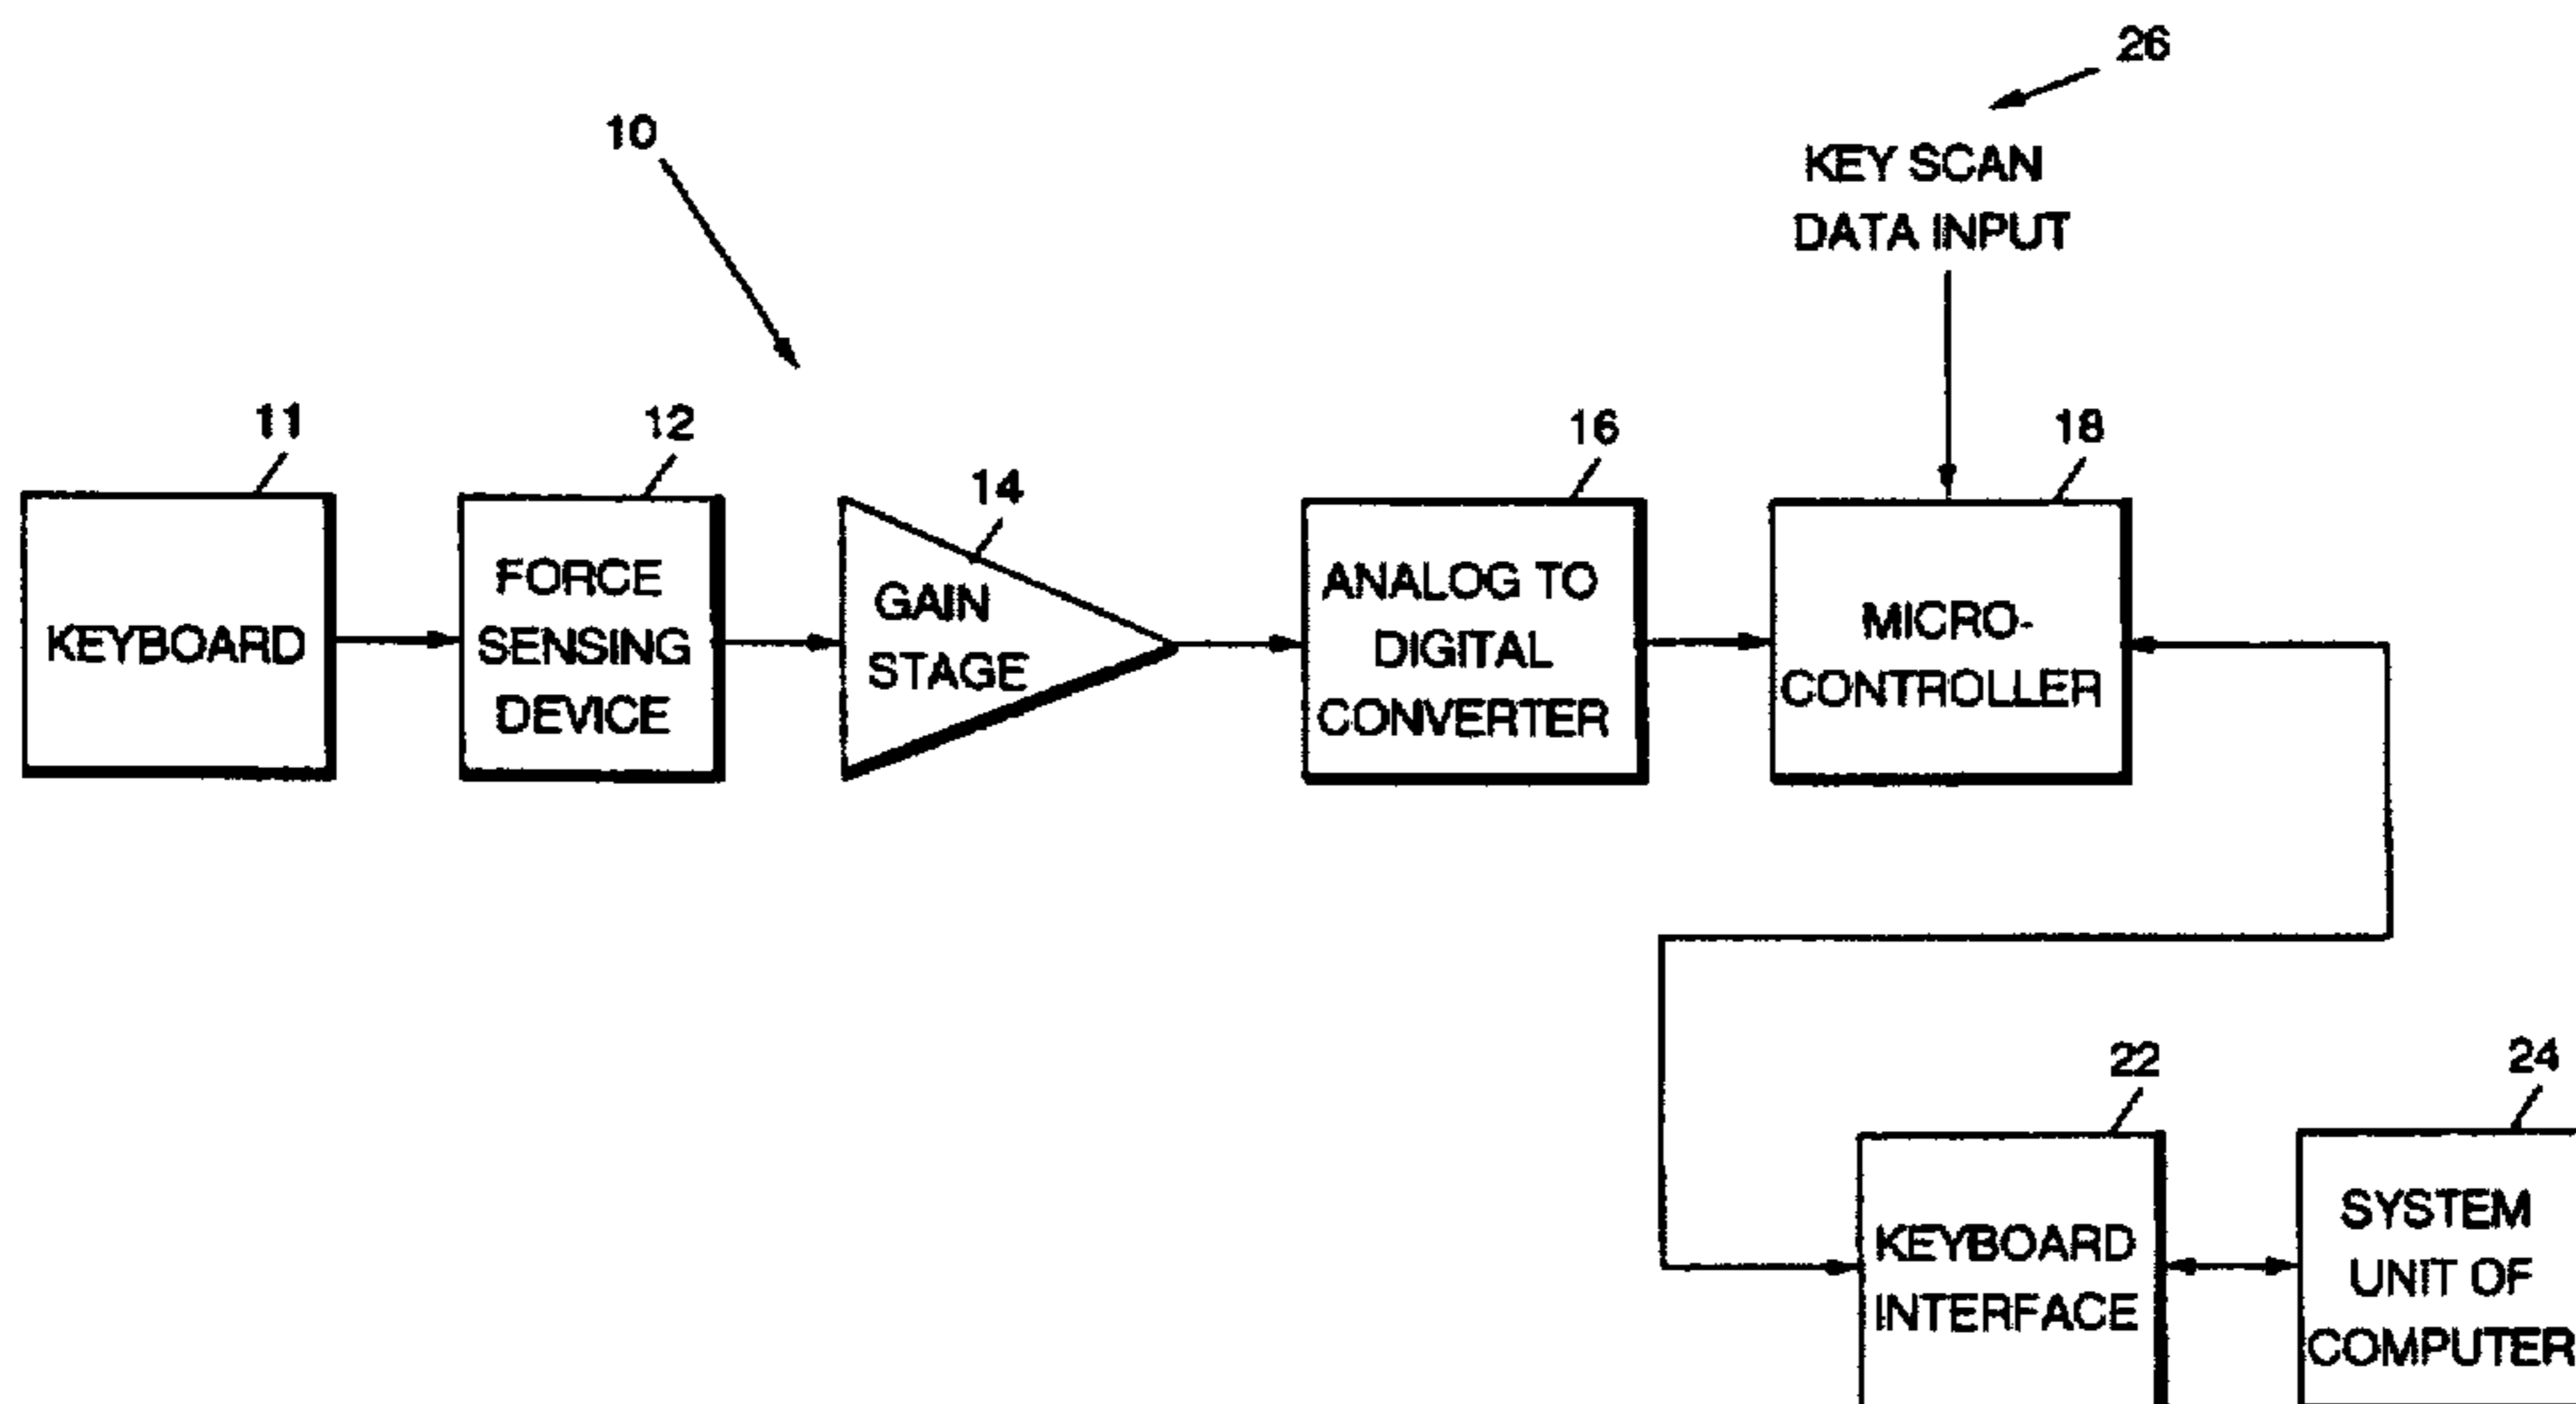 26
10
KEY SCAN
DATA INPUT
11
12
14
16
18
KEYBOARD
FORCE
SENSING
DEVICE
GAIN
STAGE
ANALOG TO
DIGITAL
CONVERTER
MICRO-
CONTROLLER
22
24
KEYBOARD
INTERFACE
SYSTEM
UNIT OF
COMPUTER